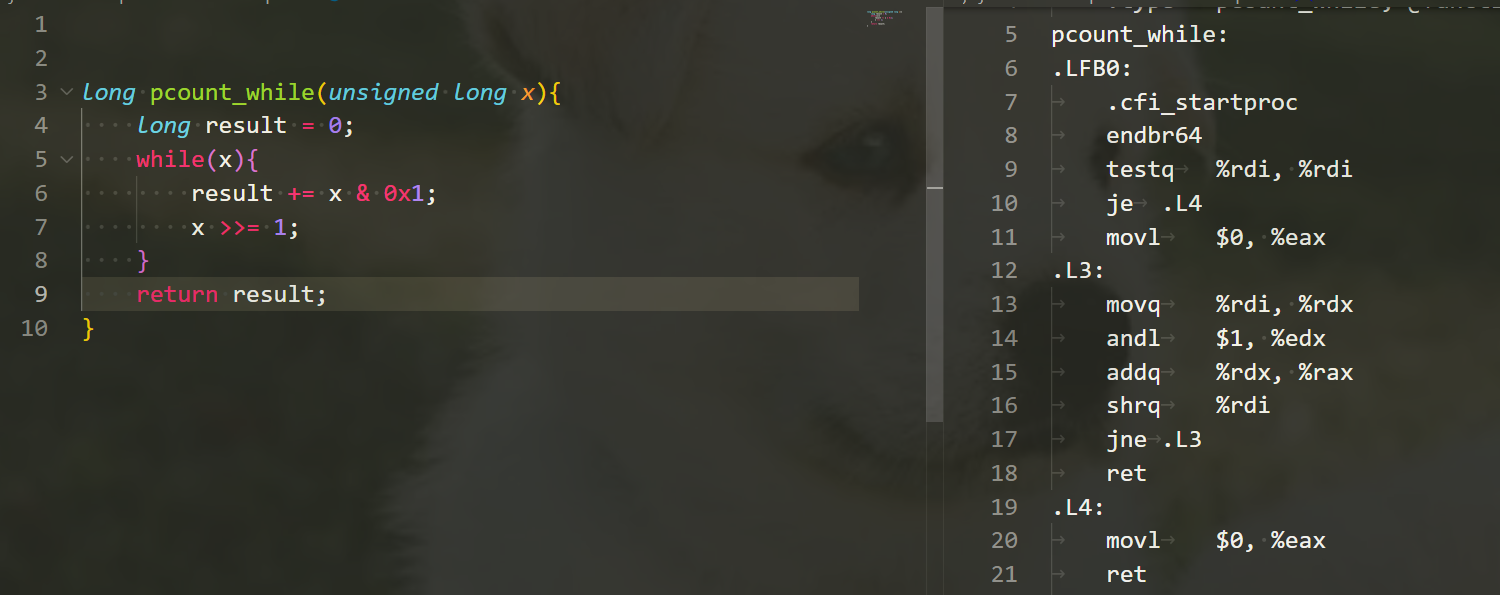 1
2
3 long pcount_while(unsigned long x){
4 long result = 0;
5 while(x){
6 result += x & 0x1;
7 x >>= 1;
8 }
9 return result;
10 }
5 pcount_while:
6 .LFB0:
7 .cfi_startproc
8 endbr64
9 testq %rdi, %rdi
10 je .L4
11 movl $0, %eax
12 .L3:
13 movq %rdi, %rdx
14 andl $1, %edx
15 addq %rdx, %rax
16 shrq %rdi
17 jne .L3
18 ret
19 .L4:
20 movl $0, %eax
21 ret